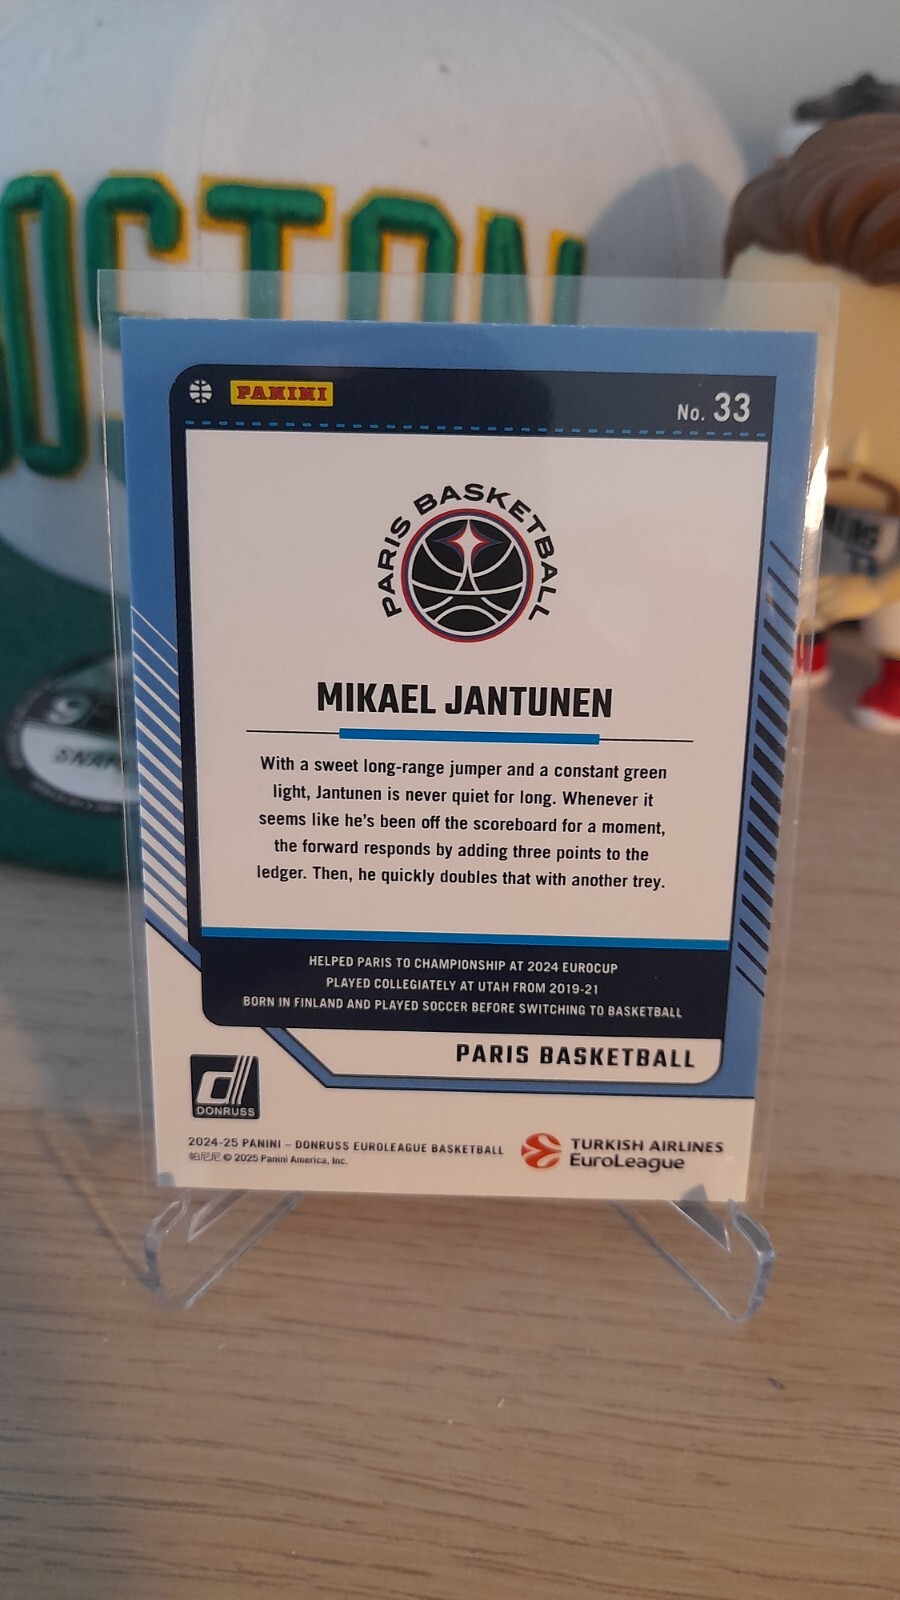 BOSTON
PANINI
No. 33
PARIS BASKETBALL
MIKAEL JANTUNEN
With a sweet long-range jumper and a constant green
light, Jantunen is never quiet for long. Whenever it
seems like he's been off the scoreboard for a moment,
the forward responds by adding three points to the
ledger. Then, he quickly doubles that with another trey.
HELPED PARIS TO CHAMPIONSHIP AT 2024 EUROCUP
PLAYED COLLEGIATELY AT UTAH FROM 2019-21
BORN IN FINLAND AND PLAYED SOCCER BEFORE SWITCHING TO BASKETBALL
PARIS BASKETBALL
d
DONRUSS
2024-25 PANINI – DONRUSS EUROLEAGUE BASKETBALL
帕尼尼 © 2025 Panini America, Inc.
TURKISH AIRLINES
EuroLeague